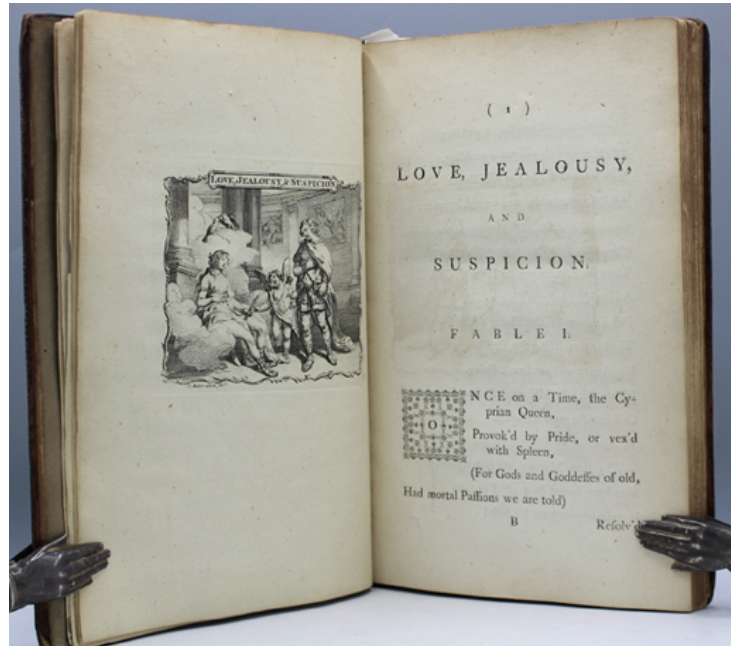 LOVE, JEALOUSY & SUSPICION
( 1 )
LOVE, JEALOUSY,
AND
SUSPICION.
FABLE I.
ONCE on a Time, the Cy-
prian Queen,
Provok'd by Pride, or vex'd
with Spleen,
(For Gods and Goddeſſes of old,
Had mortal Paſſions we are told)
B
Reſolv'd